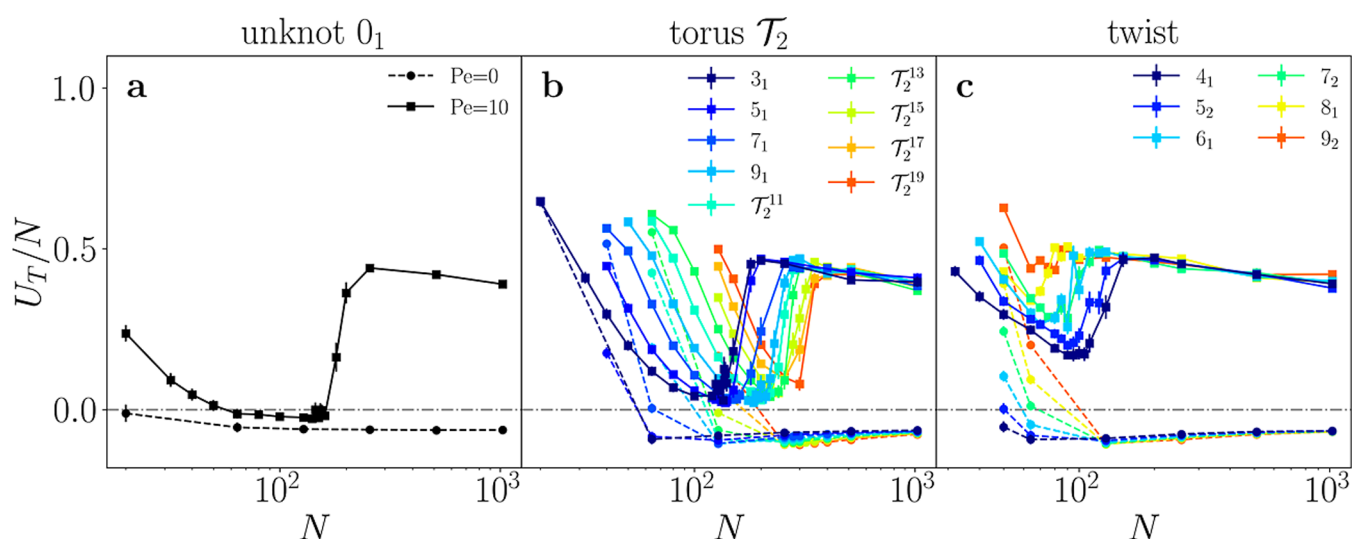 unknot 0₁
torus 𝒯₂
twist
a
Pe=0
Pe=10
b
3₁
5₁
7₁
9₁
𝒯₂¹¹
𝒯₂¹³
𝒯₂¹⁵
𝒯₂¹⁷
𝒯₂¹⁹
c
4₁
5₂
6₁
7₂
8₁
9₂
U_T/N
1.0
0.5
0.0
10² 10³
10² 10³
10² 10³
N
N
N